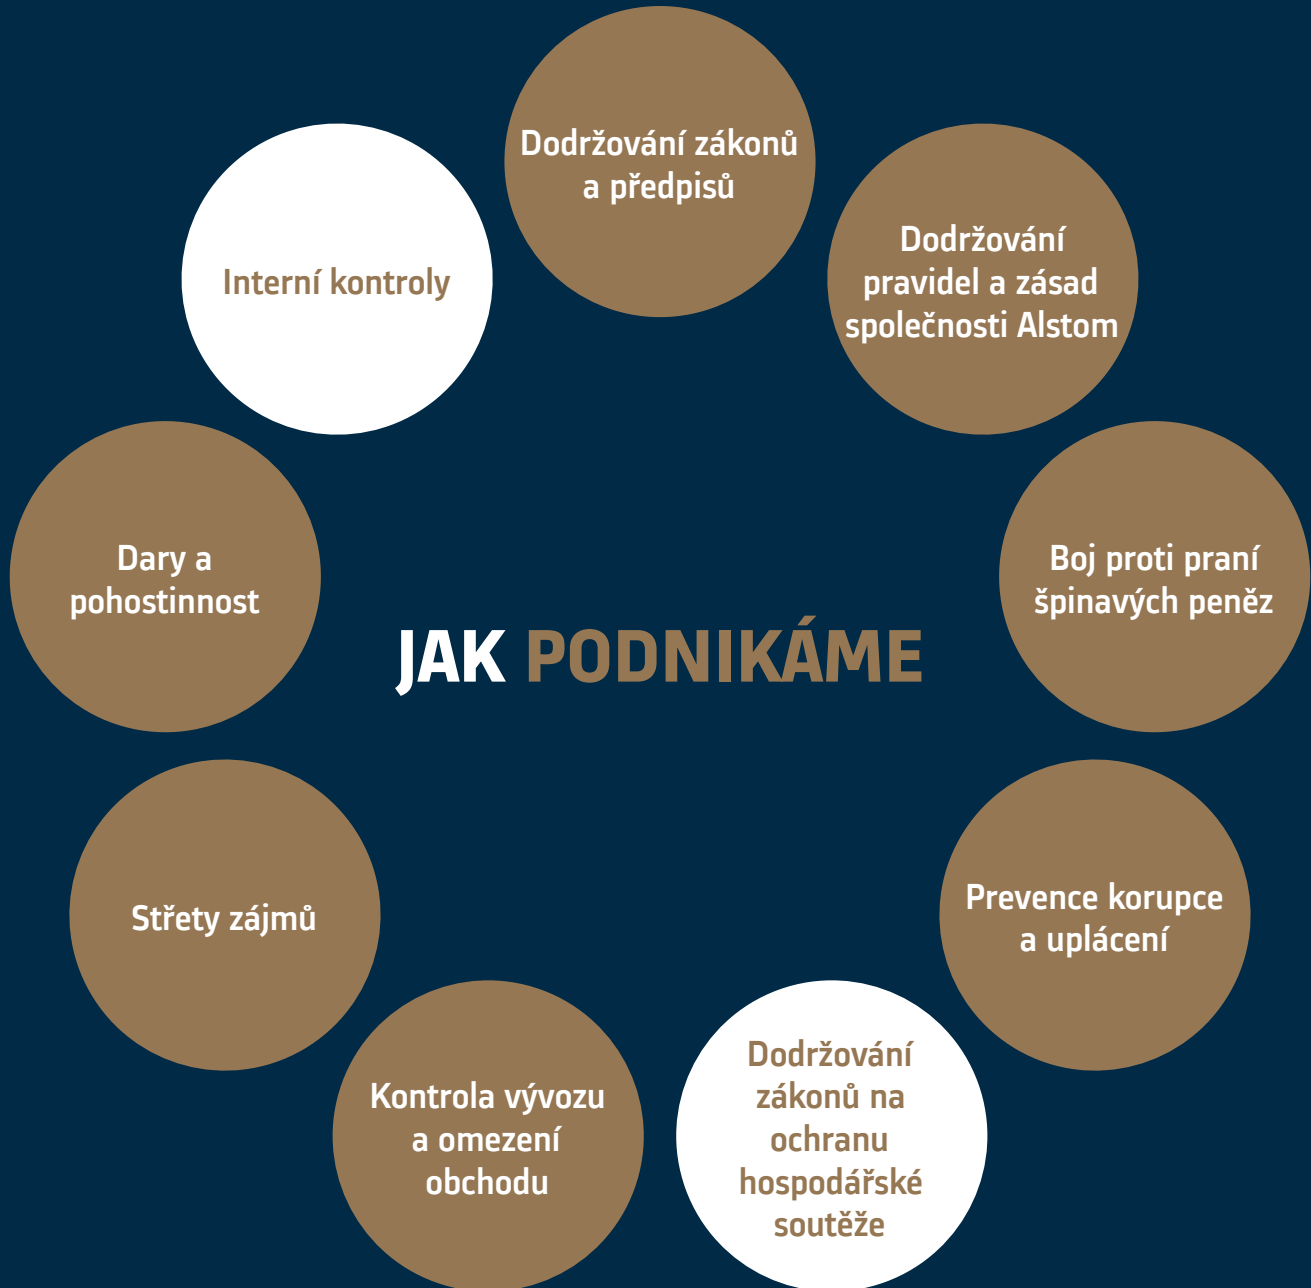 Dodržování zákonů
a předpisů
Dodržování
pravidel a zásad
společnosti Alstom
Interní kontroly
Boj proti praní
špinavých peněz
Dary a
pohostinnost
JAK PODNIKÁME
Prevence korupce
a uplácení
Střety zájmů
Dodržování
zákonů na
ochranu
hospodářské
soutěže
Kontrola vývozu
a omezení
obchodu